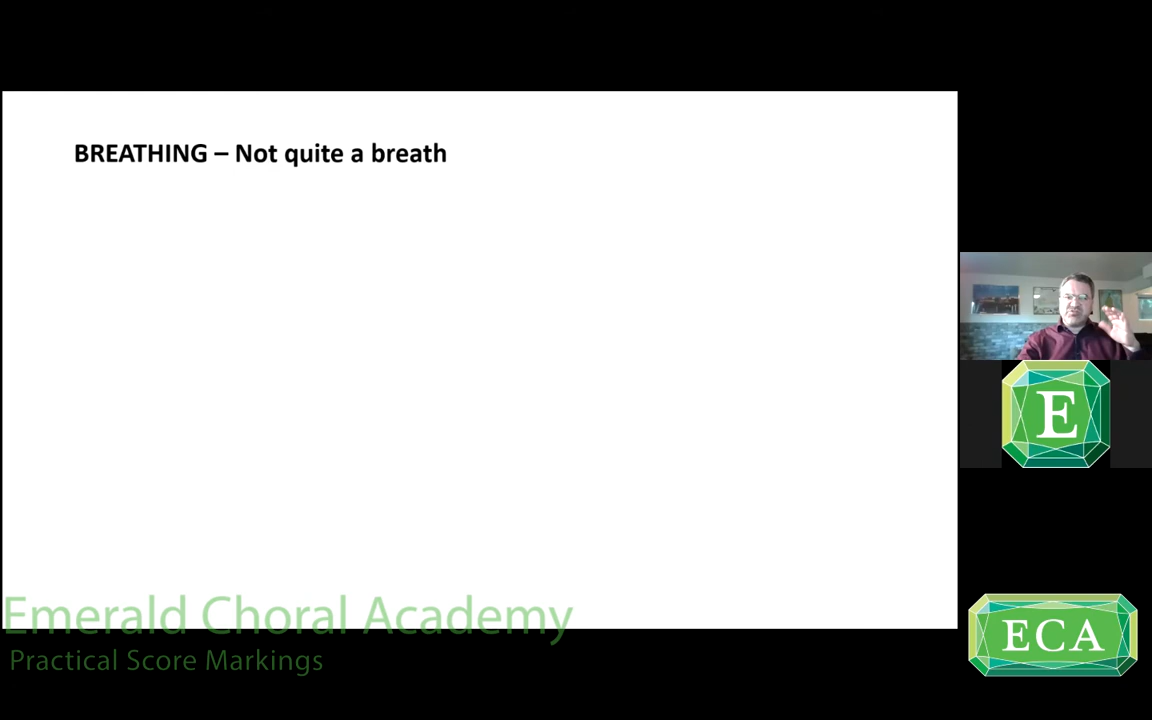 BREATHING – Not quite a breath
E
Emerald Choral Academy
Practical Score Markings
ECA